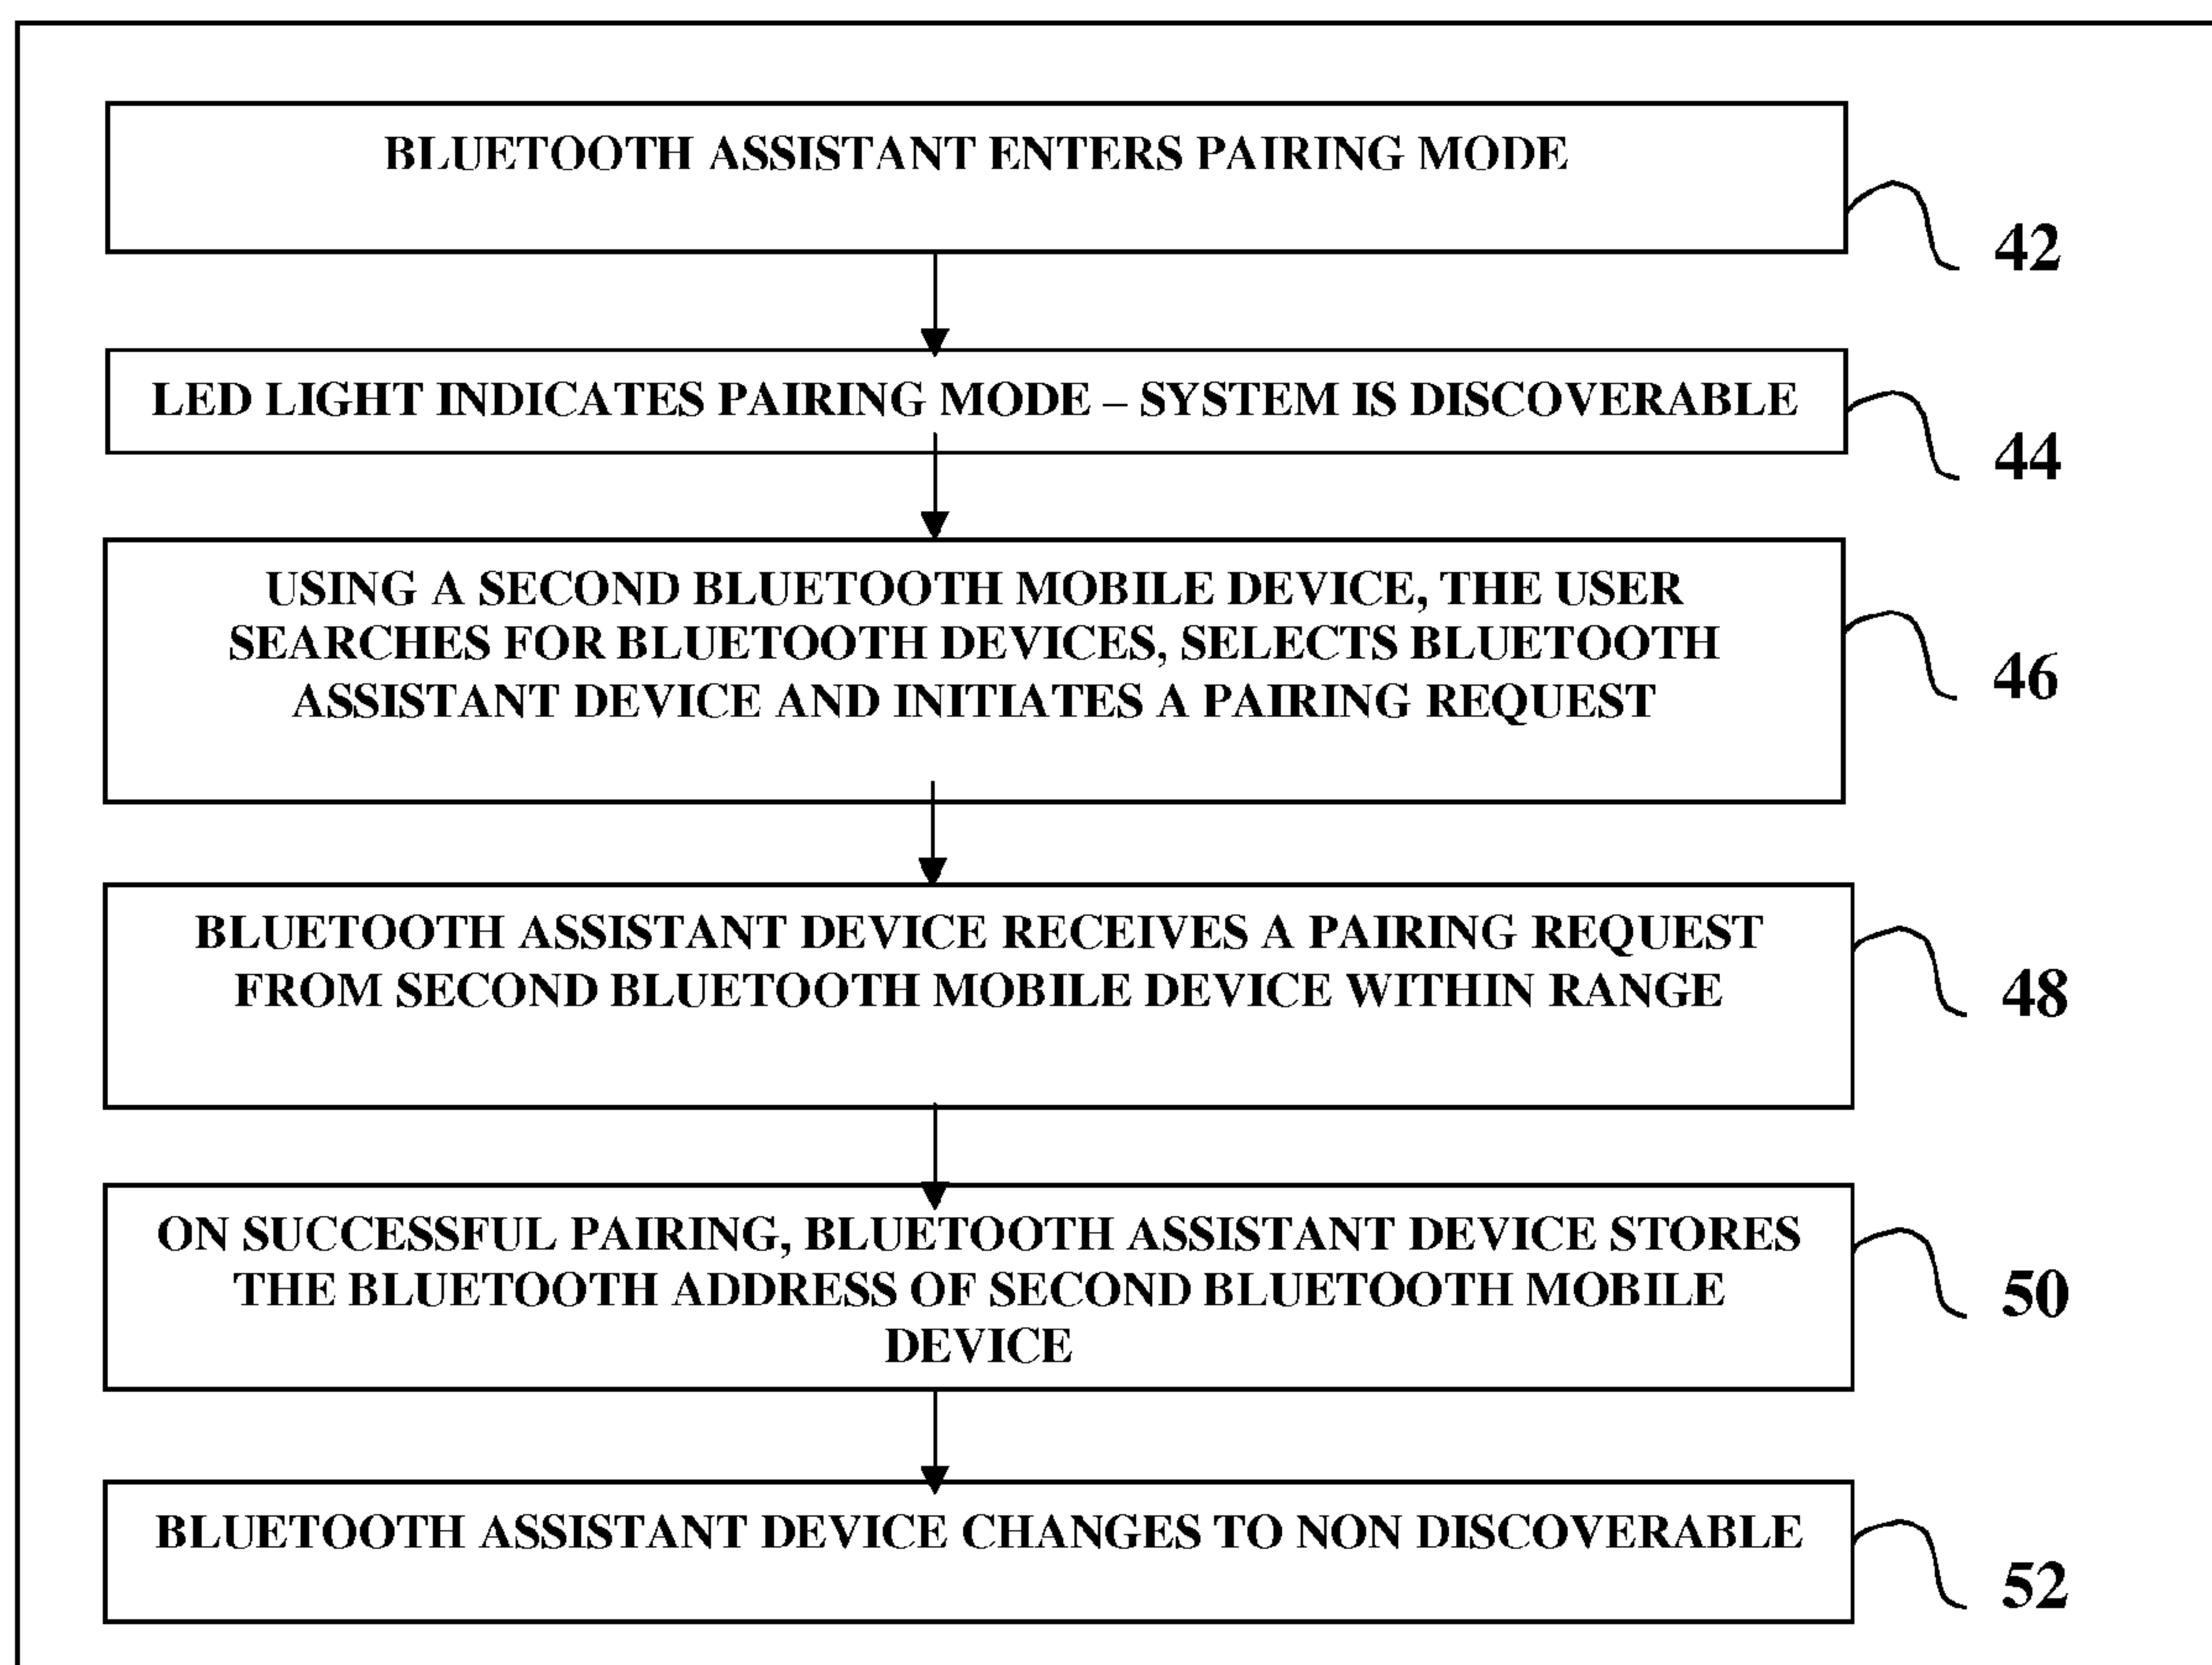 BLUETOOTH ASSISTANT ENTERS PAIRING MODE
42
LED LIGHT INDICATES PAIRING MODE – SYSTEM IS DISCOVERABLE
44
USING A SECOND BLUETOOTH MOBILE DEVICE, THE USER
SEARCHES FOR BLUETOOTH DEVICES, SELECTS BLUETOOTH
ASSISTANT DEVICE AND INITIATES A PAIRING REQUEST
46
BLUETOOTH ASSISTANT DEVICE RECEIVES A PAIRING REQUEST
FROM SECOND BLUETOOTH MOBILE DEVICE WITHIN RANGE
48
ON SUCCESSFUL PAIRING, BLUETOOTH ASSISTANT DEVICE STORES
THE BLUETOOTH ADDRESS OF SECOND BLUETOOTH MOBILE
DEVICE
50
BLUETOOTH ASSISTANT DEVICE CHANGES TO NON DISCOVERABLE
52